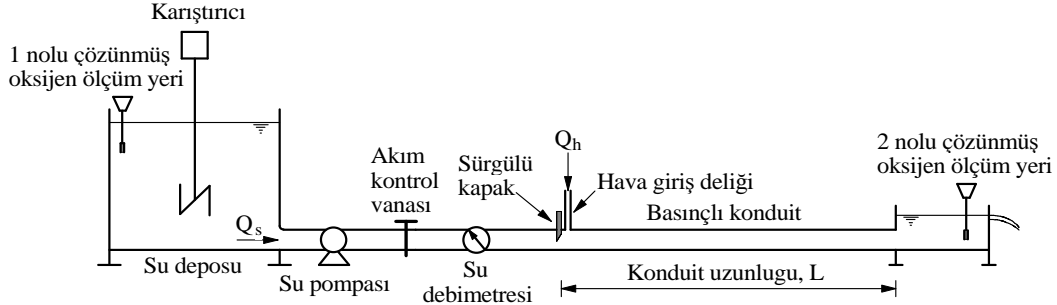 Karıştırıcı
1 nolu çözünmüş
oksijen ölçüm yeri
Akım
kontrol
vanası
Sürgülü
kapak
Q_h
Hava giriş deliği
2 nolu çözünmüş
oksijen ölçüm yeri
Basınçlı konduit
Q_s
Su deposu
Su pompası
Su
debimetresi
Konduit uzunlugu, L